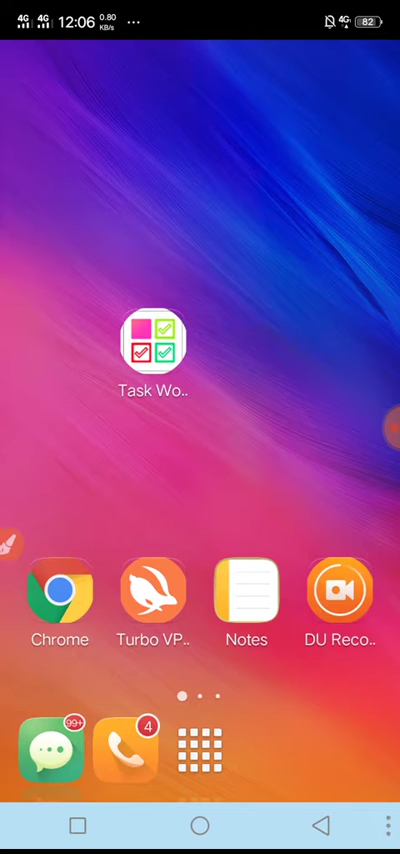 4G 4G 12:06 0.80 KB/s ... 4G 82
Task Wo..
Chrome Turbo VP.. Notes DU Reco..
99+ 4